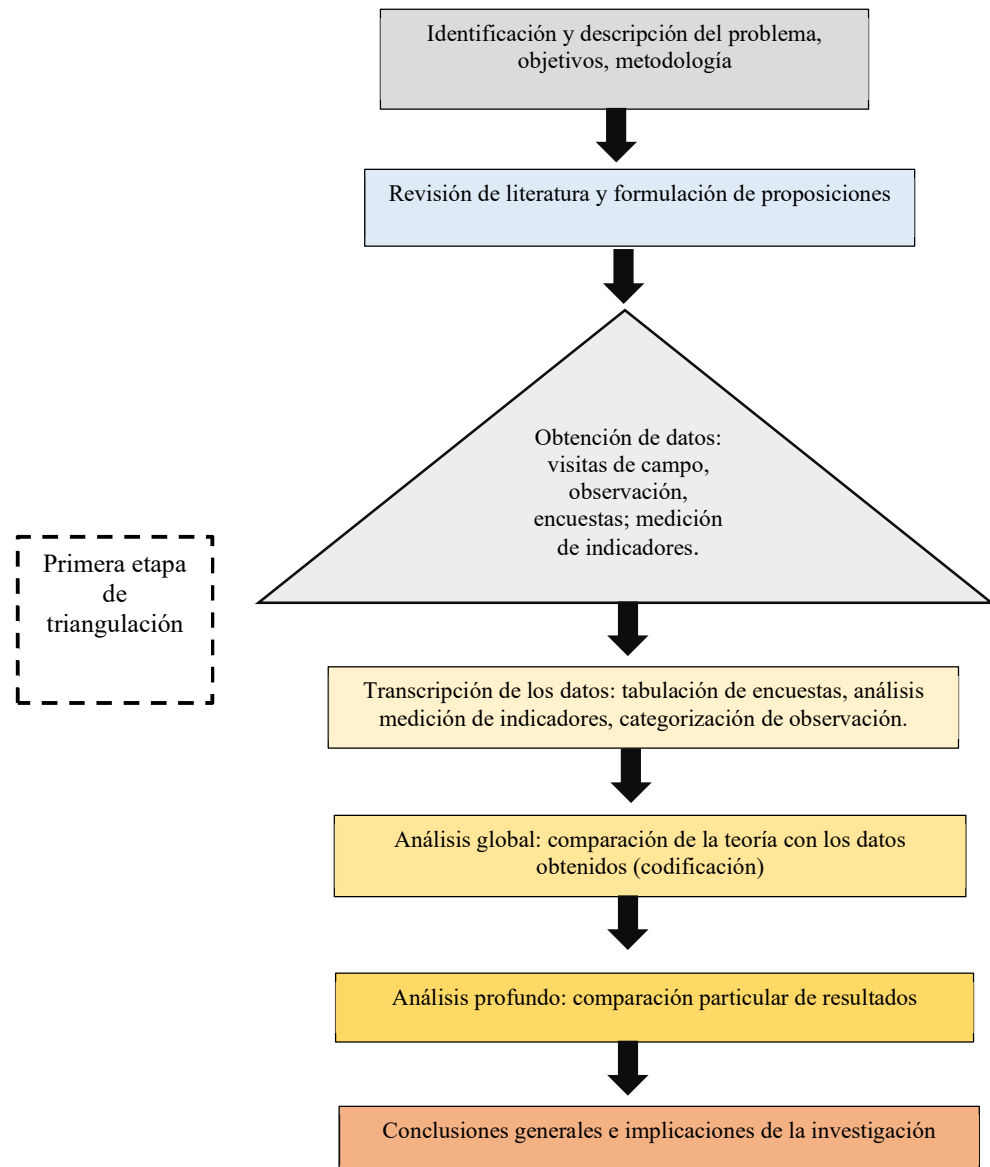 Identificación y descripción del problema,
objetivos, metodología
Revisión de literatura y formulación de proposiciones
Obtención de datos:
visitas de campo,
observación,
encuestas; medición
de indicadores.
Primera etapa
de
triangulación
Transcripción de los datos: tabulación de encuestas, análisis
medición de indicadores, categorización de observación.
Análisis global: comparación de la teoría con los datos
obtenidos (codificación)
Análisis profundo: comparación particular de resultados
Conclusiones generales e implicaciones de la investigación